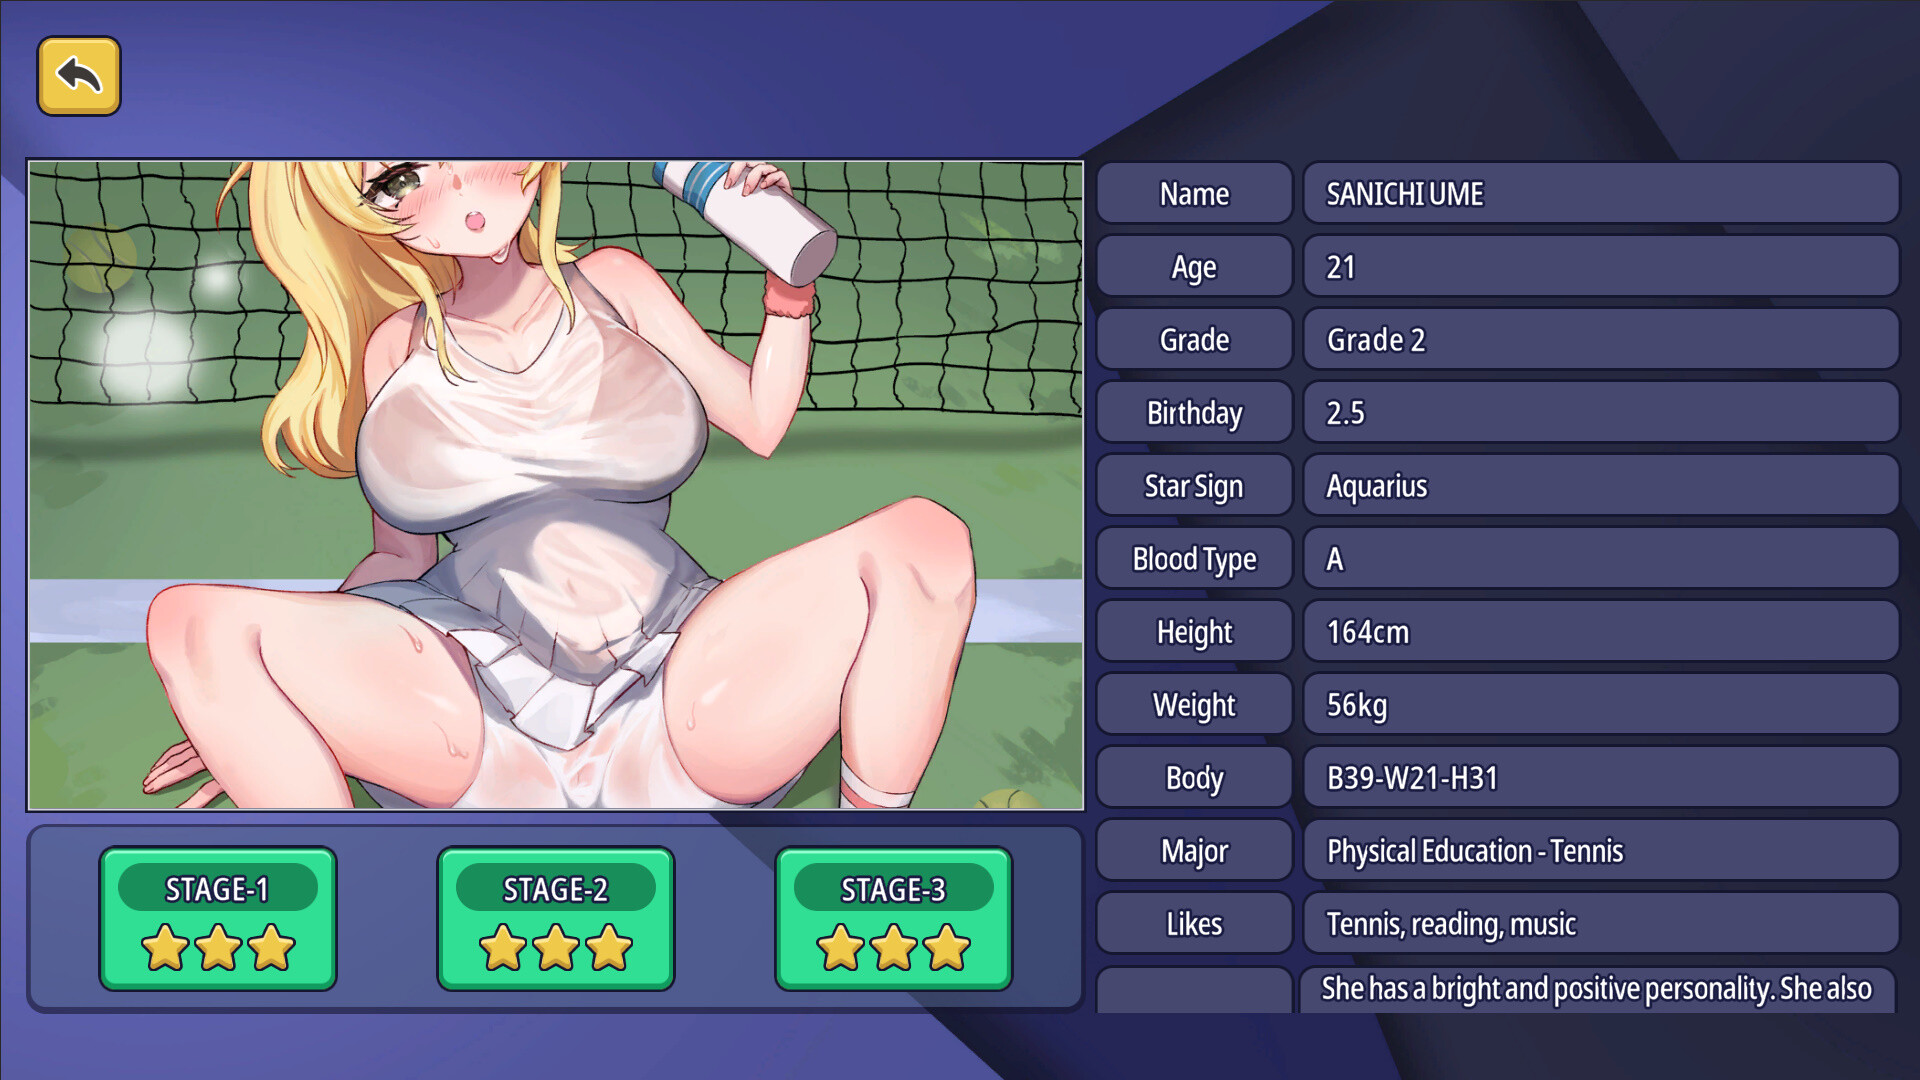 Name SANICHI UME
Age 21
Grade Grade 2
Birthday 2.5
Star Sign Aquarius
Blood Type A
Height 164cm
Weight 56kg
Body B39-W21-H31
Major Physical Education - Tennis
Likes Tennis, reading, music
She has a bright and positive personality. She also
STAGE-1 STAGE-2 STAGE-3